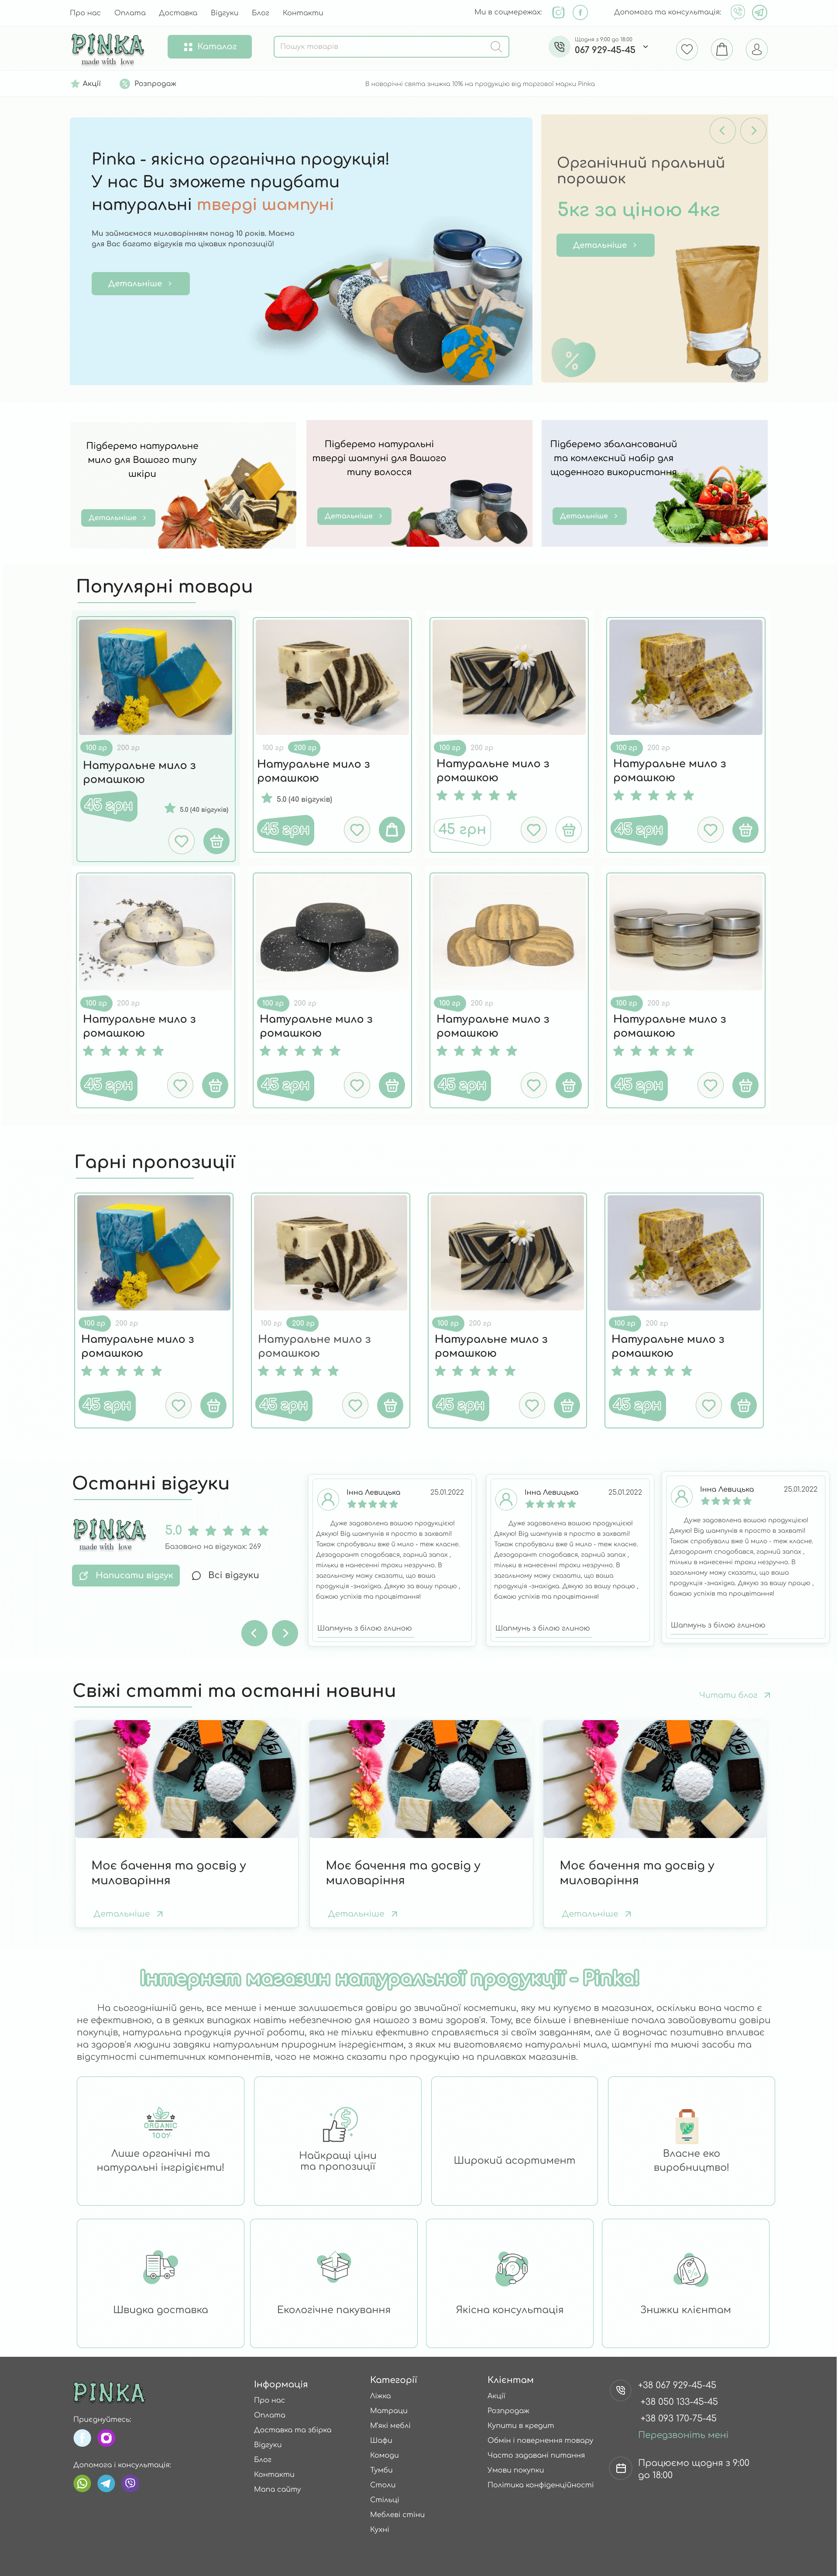 Про нас Оплата Доставка Відгуки Блог Контакти Ми в соцмережах: Допомога та консультація:
PINKA
made with love
Каталог
Пошук товарів
Щодня з 9:00 до 18:00
067 929-45-45
Акції Розпродаж В новорічні свята знижка 10% на продукцію від торгової марки Pinka
Pinka - якісна органічна продукція!
У нас Ви зможете придбати
натуральні тверді шампуні
Ми займаємося миловарінням понад 10 років. Маємо
для Вас багато відгуків та цікавих пропозицій!
Детальніше
Органічний пральний
порошок
5кг за ціною 4кг
Детальніше
%
Підберемо натуральне
мило для Вашого типу
шкіри
Детальніше
Підберемо натуральні
тверді шампуні для Вашого
типу волосся
Детальніше
Підберемо збалансований
та комлексний набір для
щоденного використання
Детальніше
Популярні товари
100 гр 200 гр
Натуральне мило з
ромашкою
45 грн
5.0 (40 відгуків)
100 гр 200 гр
Натуральне мило з
ромашкою
5.0 (40 відгуків)
45 грн
100 гр 200 гр
Натуральне мило з
ромашкою
45 грн
100 гр 200 гр
Натуральне мило з
ромашкою
45 грн
100 гр 200 гр
Натуральне мило з
ромашкою
45 грн
100 гр 200 гр
Натуральне мило з
ромашкою
45 грн
100 гр 200 гр
Натуральне мило з
ромашкою
45 грн
100 гр 200 гр
Натуральне мило з
ромашкою
45 грн
Гарні пропозиції
100 гр 200 гр
Натуральне мило з
ромашкою
45 грн
100 гр 200 гр
Натуральне мило з
ромашкою
45 грн
100 гр 200 гр
Натуральне мило з
ромашкою
45 грн
100 гр 200 гр
Натуральне мило з
ромашкою
45 грн
Останні відгуки
PINKA
made with love
5.0
Базовано на відгуках: 269
Написати відгук
Всі відгуки
Інна Левицька 25.01.2022
Дуже задоволена вашою продукцією!
Дякую! Від шампунів я просто в захваті!
Також спробували вже й мило - теж класне.
Дезодорант сподобався, гарний запах ,
тільки в нанесенні трохи незручно. В
загальному можу сказати, що ваша
продукція -знахідка. Дякую за вашу працю ,
бажаю успіхів та процвітання!
Шапмунь з білою глиною
Інна Левицька 25.01.2022
Дуже задоволена вашою продукцією!
Дякую! Від шампунів я просто в захваті!
Також спробували вже й мило - теж класне.
Дезодорант сподобався, гарний запах ,
тільки в нанесенні трохи незручно. В
загальному можу сказати, що ваша
продукція -знахідка. Дякую за вашу працю ,
бажаю успіхів та процвітання!
Шапмунь з білою глиною
Інна Левицька 25.01.2022
Дуже задоволена вашою продукцією!
Дякую! Від шампунів я просто в захваті!
Також спробували вже й мило - теж класне.
Дезодорант сподобався, гарний запах ,
тільки в нанесенні трохи незручно. В
загальному можу сказати, що ваша
продукція -знахідка. Дякую за вашу працю ,
бажаю успіхів та процвітання!
Шапмунь з білою глиною
Свіжі статті та останні новини
Читати блог
Моє бачення та досвід у
миловаріння
Детальніше
Моє бачення та досвід у
миловаріння
Детальніше
Моє бачення та досвід у
миловаріння
Детальніше
Інтернет магазин натуральної продукції - Pinka!
На сьогоднішній день, все менше і менше залишається довіри до звичайної косметики, яку ми купуємо в магазинах, оскільки вона часто є
не ефективною, а в деяких випадках навіть небезпечною для нашого з вами здоров'я. Тому, все більше і впевненіше почала завойовувати довіри
покупців, натуральна продукція ручної роботи, яка не тільки ефективно справляється зі своїм завданням, але й водночас позитивно впливає
на здоров'я людини завдяки натуральним природним інгредієнтам, з яких ми виготовляємо натуральні мила, шампуні та миючі засоби та
відсутності синтетичних компонентів, чого не можна сказати про продукцію на прилавках магазинів.
ORGANIC
100%
Лише органічні та
натуральні інгрідієнти!
Найкращі ціни
та пропозиції
Широкий асортимент
Власне еко
виробництво!
Швидка доставка
Екологічне пакування
Якісна консультація
Знижки клієнтам
PINKA
Приєднуйтесь:
Допомога і консультація:
Інформація
Про нас
Оплата
Доставка та збірка
Відгуки
Блог
Контакти
Мапа сайту
Категорії
Ліжка
Матраци
М'які меблі
Шафи
Комоди
Тумби
Столи
Стільці
Меблеві стіни
Кухні
Клієнтам
Акції
Розпродаж
Купити в кредит
Обмін і повернення товару
Часто задавані питання
Умови покупки
Політика конфіденційності
+38 067 929-45-45
+38 050 133-45-45
+38 093 170-75-45
Передзвоніть мені
Працюємо щодня з 9:00
до 18:00